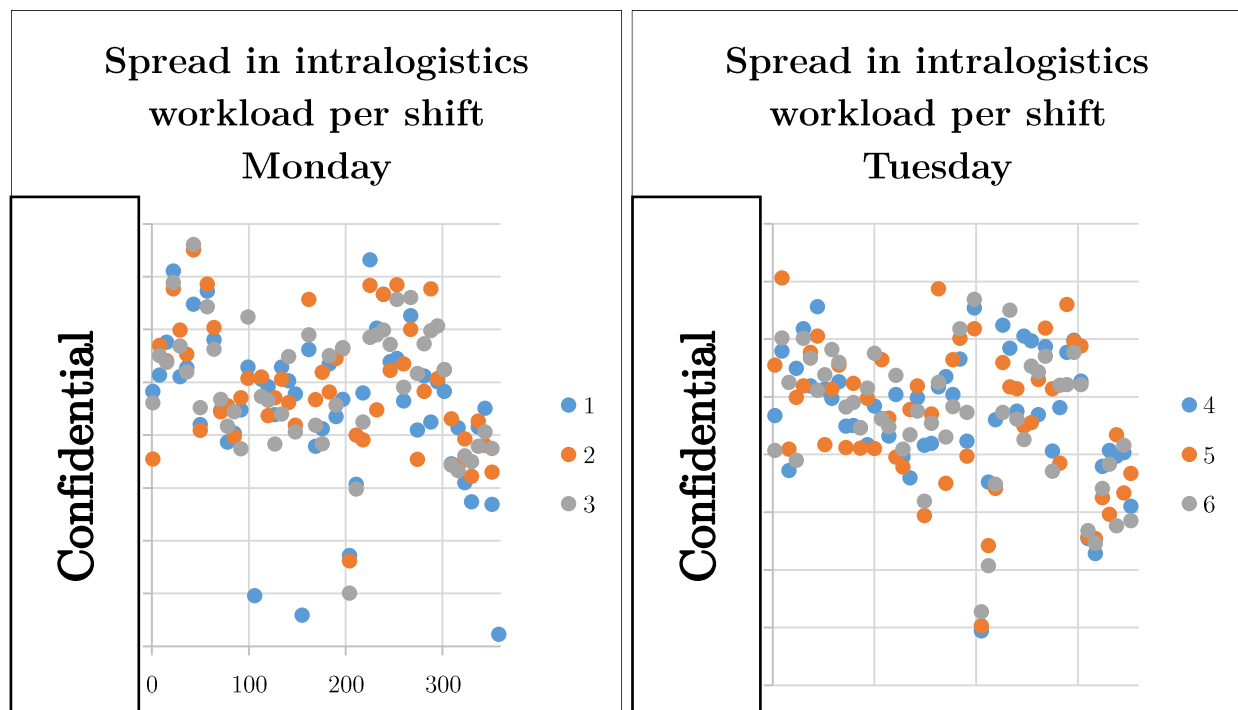 Spread in intralogistics
workload per shift
Monday
Confidential
1
2
3
0 100 200 300
Spread in intralogistics
workload per shift
Tuesday
Confidential
4
5
6